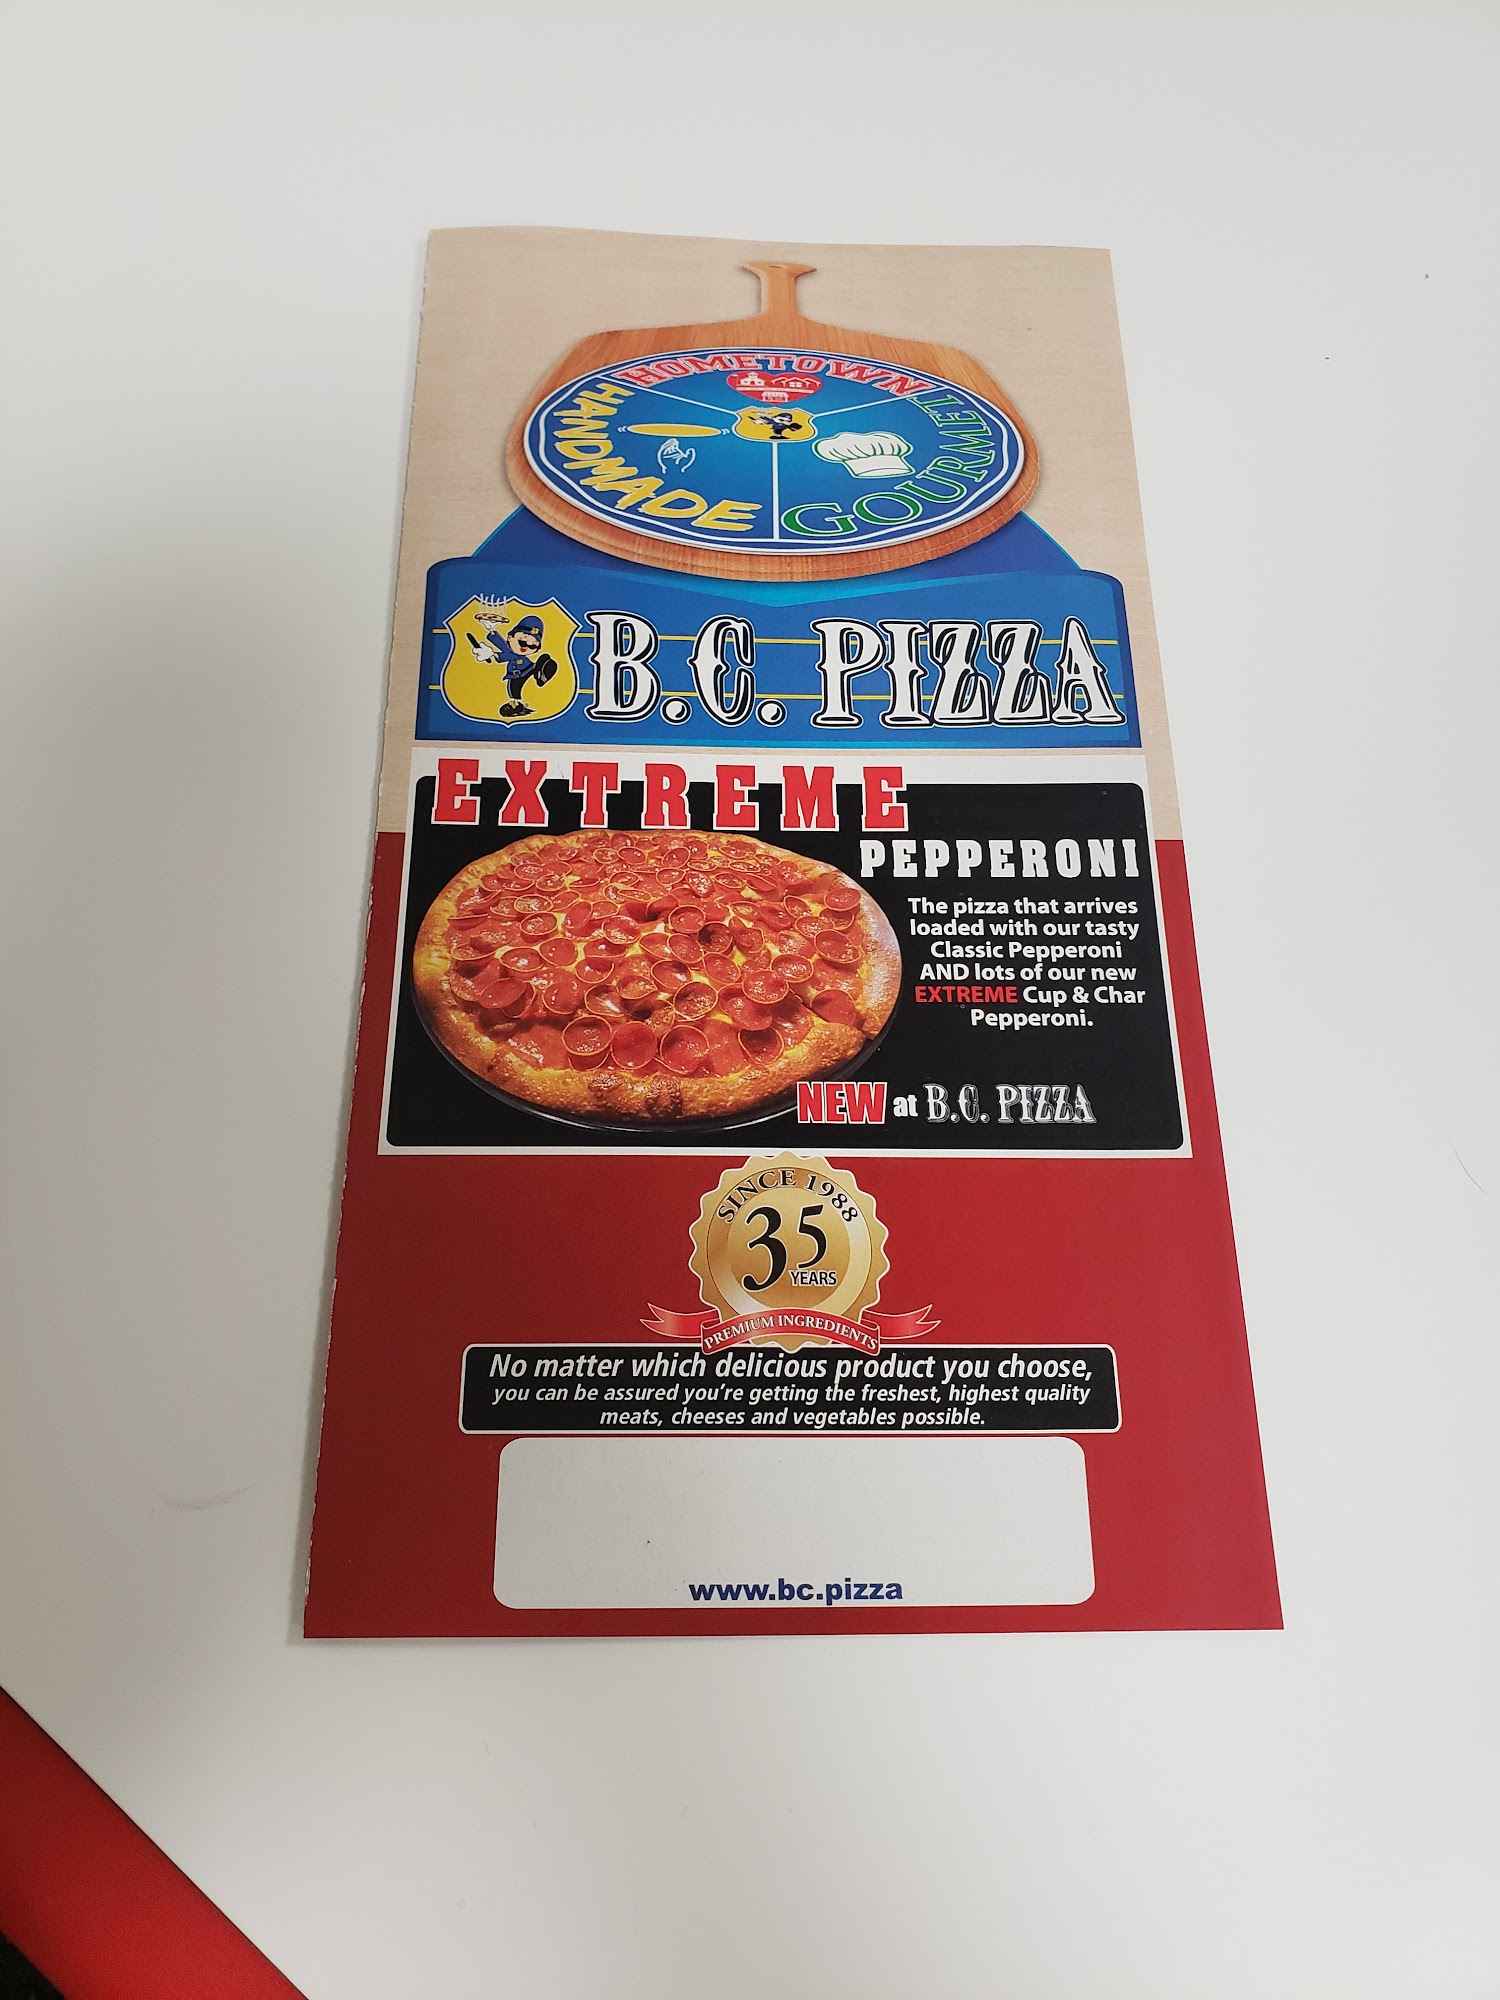 HOMETOWN
HANDMADE
GOURMET
B.C. PIZZA
EXTREME
PEPPERONI
The pizza that arrives
loaded with our tasty
Classic Pepperoni
AND lots of our new
EXTREME Cup & Char
Pepperoni.
NEW at B.C. PIZZA
SINCE 1988
35
YEARS
PREMIUM INGREDIENTS
No matter which delicious product you choose,
you can be assured you're getting the freshest, highest quality
meats, cheeses and vegetables possible.
www.bc.pizza